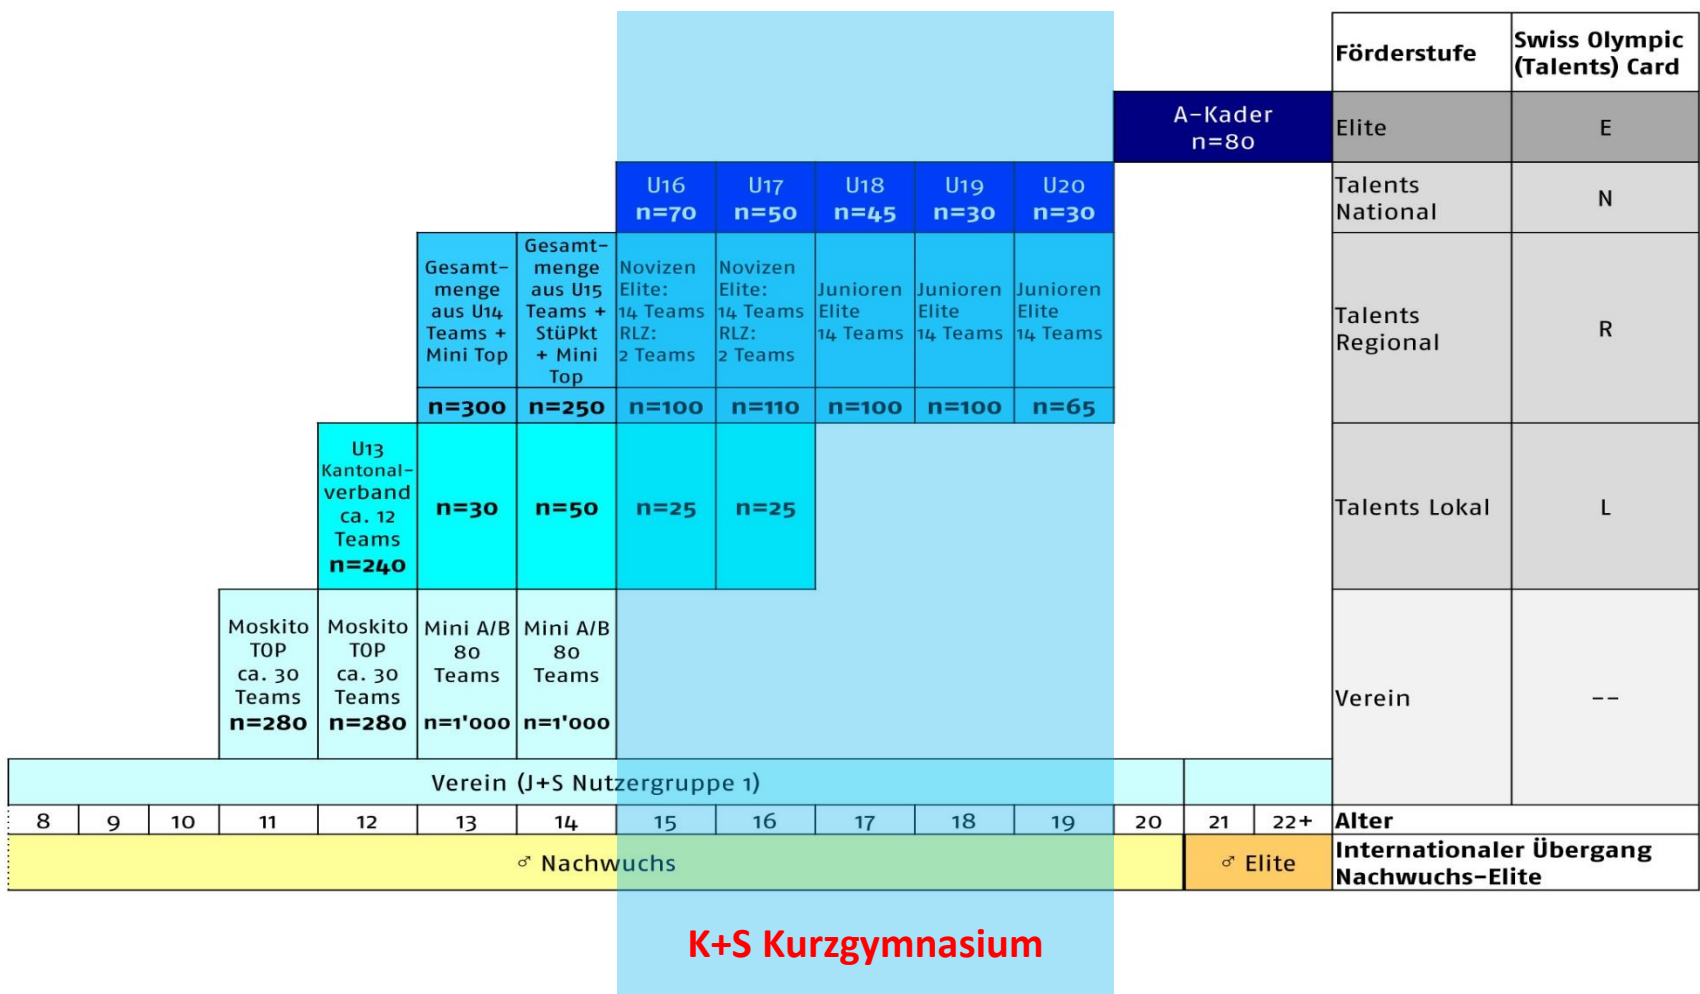 Förderstufe
Swiss Olympic
(Talents) Card
A-Kader
n=80
Elite
E
U16
n=70
U17
n=50
U18
n=45
U19
n=30
U20
n=30
Talents
National
N
Gesamt-
menge
aus U14
Teams +
Mini Top
Gesamt-
menge
aus U15
Teams +
StüPkt
+ Mini
Top
Novizen
Elite:
14 Teams
RLZ:
2 Teams
Novizen
Elite:
14 Teams
RLZ:
2 Teams
Junioren
Elite
14 Teams
Junioren
Elite
14 Teams
Junioren
Elite
14 Teams
Talents
Regional
R
n=300
n=250
n=100
n=110
n=100
n=100
n=65
U13
Kantonal-
verband
ca. 12
Teams
n=240
n=30
n=50
n=25
n=25
Talents Lokal
L
Moskito
TOP
ca. 30
Teams
n=280
Moskito
TOP
ca. 30
Teams
n=280
Mini A/B
80
Teams
n=1'000
Mini A/B
80
Teams
n=1'000
Verein
--
Verein (J+S Nutzergruppe 1)
8 9 10 11 12 13 14 15 16 17 18 19 20 21 22+ Alter
♂ Nachwuchs
♂ Elite
Internationaler Übergang
Nachwuchs-Elite
K+S Kurzgymnasium